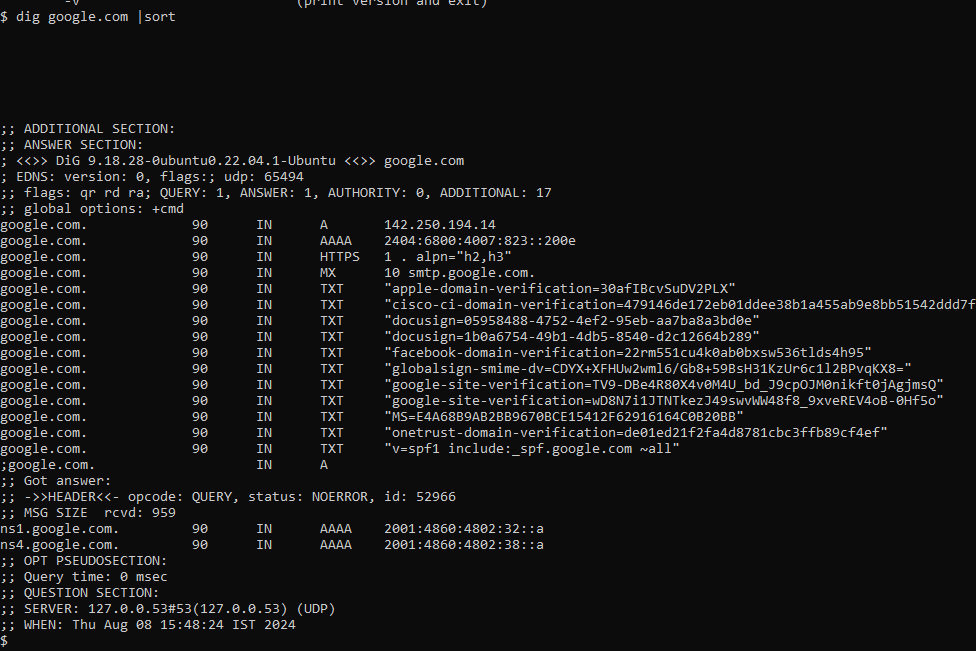 -v (print version and exit)
$ dig google.com |sort
;; ADDITIONAL SECTION:
;; ANSWER SECTION:
; <<>> DiG 9.18.28-0ubuntu0.22.04.1-Ubuntu <<>> google.com
; EDNS: version: 0, flags:; udp: 65494
;; flags: qr rd ra; QUERY: 1, ANSWER: 1, AUTHORITY: 0, ADDITIONAL: 17
;; global options: +cmd
google.com. 90 IN A 142.250.194.14
google.com. 90 IN AAAA 2404:6800:4007:823::200e
google.com. 90 IN HTTPS 1 . alpn="h2,h3"
google.com. 90 IN MX 10 smtp.google.com.
google.com. 90 IN TXT "apple-domain-verification=30afIBcvSuDV2PLX"
google.com. 90 IN TXT "cisco-ci-domain-verification=479146de172eb01ddee38b1a455ab9e8bb51542ddd7f
google.com. 90 IN TXT "docusign=05958488-4752-4ef2-95eb-aa7ba8a3bd0e"
google.com. 90 IN TXT "docusign=1b0a6754-49b1-4db5-8540-d2c12664b289"
google.com. 90 IN TXT "facebook-domain-verification=22rm551cu4k0ab0bxsw536tlds4h95"
google.com. 90 IN TXT "globalsign-smime-dv=CDYX+XFHUw2wml6/Gb8+59BsH31KzUr6c1l2BPvqKX8="
google.com. 90 IN TXT "google-site-verification=TV9-DBe4R80X4v0M4U_bd_J9cpOJM0nikft0jAgjmsQ"
google.com. 90 IN TXT "google-site-verification=wD8N7i1JTNTkezJ49swvWW48f8_9xveREV4oB-0Hf5o"
google.com. 90 IN TXT "MS=E4A68B9AB2BB9670BCE15412F62916164C0B20BB"
google.com. 90 IN TXT "onetrust-domain-verification=de01ed21f2fa4d8781cbc3ffb89cf4ef"
google.com. 90 IN TXT "v=spf1 include:_spf.google.com ~all"
;google.com. IN A
;; Got answer:
;; ->>HEADER<<- opcode: QUERY, status: NOERROR, id: 52966
;; MSG SIZE rcvd: 959
ns1.google.com. 90 IN AAAA 2001:4860:4802:32::a
ns4.google.com. 90 IN AAAA 2001:4860:4802:38::a
;; OPT PSEUDOSECTION:
;; Query time: 0 msec
;; QUESTION SECTION:
;; SERVER: 127.0.0.53#53(127.0.0.53) (UDP)
;; WHEN: Thu Aug 08 15:48:24 IST 2024
$